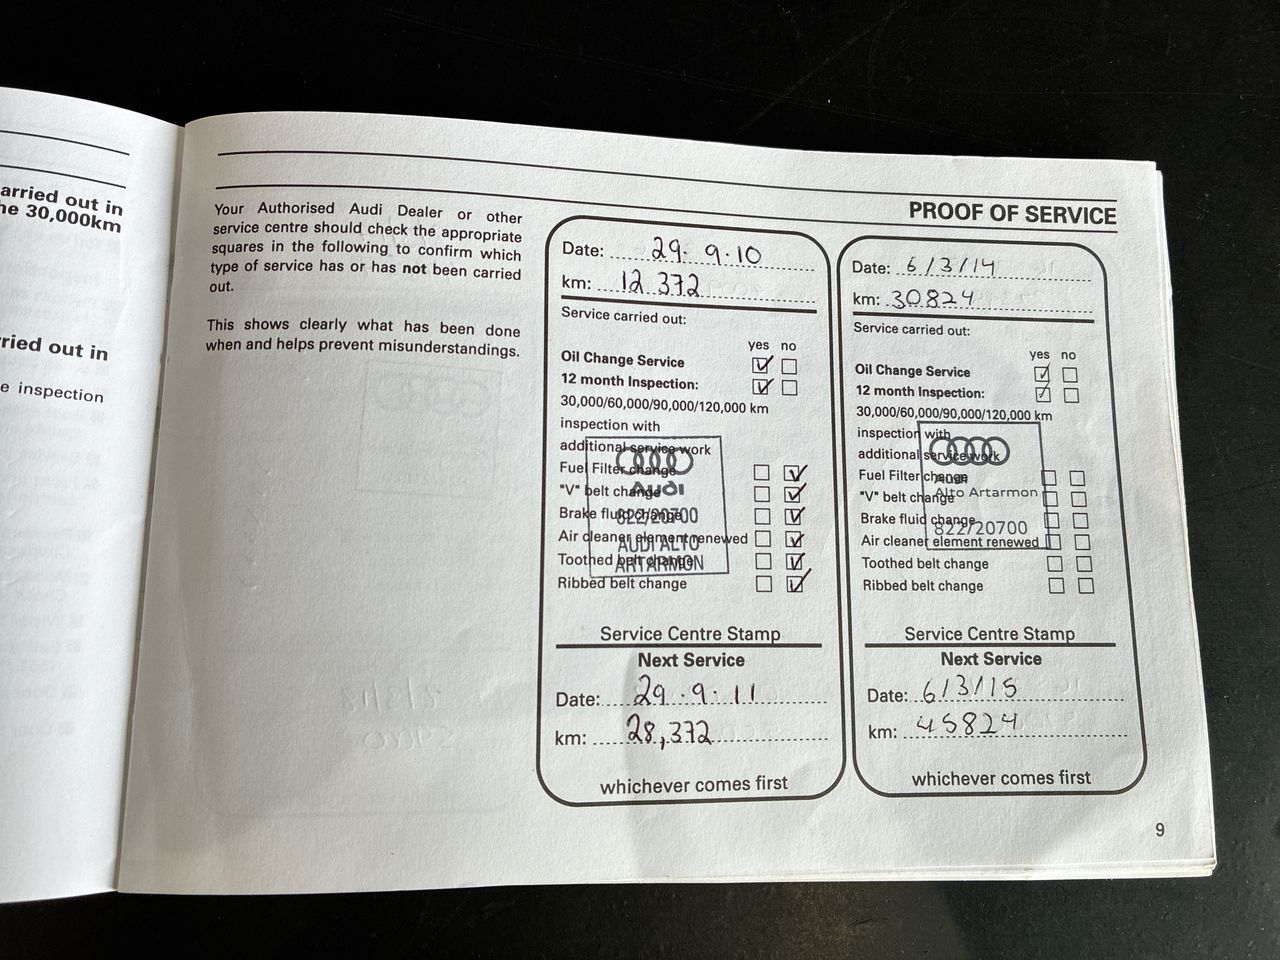 arried out in
he 30,000km
ried out in
e inspection
PROOF OF SERVICE
Your Authorised Audi Dealer or other
service centre should check the appropriate
squares in the following to confirm which
type of service has or has not been carried
out.
This shows clearly what has been done
when and helps prevent misunderstandings.
Date: 29.9.10
km: 12 372
Service carried out:
yes no
Oil Change Service
12 month Inspection:
30,000/60,000/90,000/120,000 km
inspection with
additional service work
Fuel Filter change
"V" belt change
Brake fluid change
Air cleaner element renewed
Toothed belt change
Ribbed belt change
Audi
822/20700
AUDI ALTO
ARTARMON
Service Centre Stamp
Next Service
Date: 29.9.11
km: 28,372
whichever comes first
Date: 6/3/14
km: 30824
Service carried out:
yes no
Oil Change Service
12 month Inspection:
30,000/60,000/90,000/120,000 km
inspection with
additional service work
Fuel Filter change
"V" belt change
Brake fluid change
Air cleaner element renewed
Toothed belt change
Ribbed belt change
Alto Artarmon
822/20700
Service Centre Stamp
Next Service
Date: 6/3/15
km: 45824
whichever comes first
9